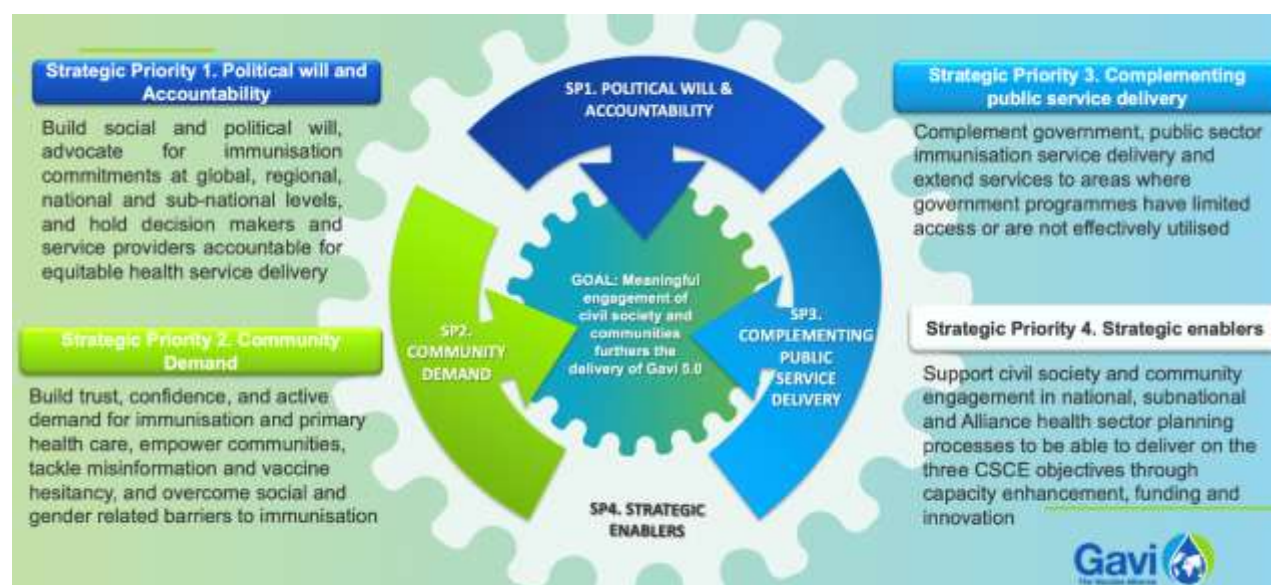 Strategic Priority 1. Political will and
Accountability
Build social and political will,
advocate for immunisation
commitments at global, regional,
national and sub-national levels,
and hold decision makers and
service providers accountable for
equitable health service delivery
Strategic Priority 2. Community
Demand
Build trust, confidence, and active
demand for immunisation and primary
health care, empower communities,
tackle misinformation and vaccine
hesitancy, and overcome social and
gender related barriers to immunisation
SP1. POLITICAL WILL &
ACCOUNTABILITY
GOAL: Meaningful
engagement of
civil society and
communities
furthers the
delivery of Gavi 5.0
SP2.
COMMUNITY
DEMAND
SP3.
COMPLEMENTING
PUBLIC
SERVICE
DELIVERY
SP4. STRATEGIC
ENABLERS
Strategic Priority 3. Complementing
public service delivery
Complement government, public sector
immunisation service delivery and
extend services to areas where
government programmes have limited
access or are not effectively utilised
Strategic Priority 4. Strategic enablers
Support civil society and community
engagement in national, subnational
and Alliance health sector planning
processes to be able to deliver on the
three CSCE objectives through
capacity enhancement, funding and
innovation
Gavi
The Vaccine Alliance